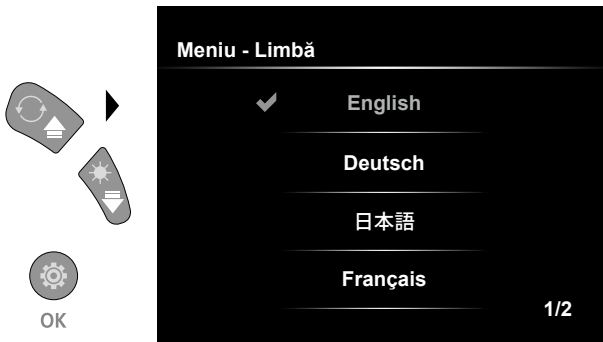 Meniu - Limbă
English
Deutsch
日本語
Français
1/2
OK